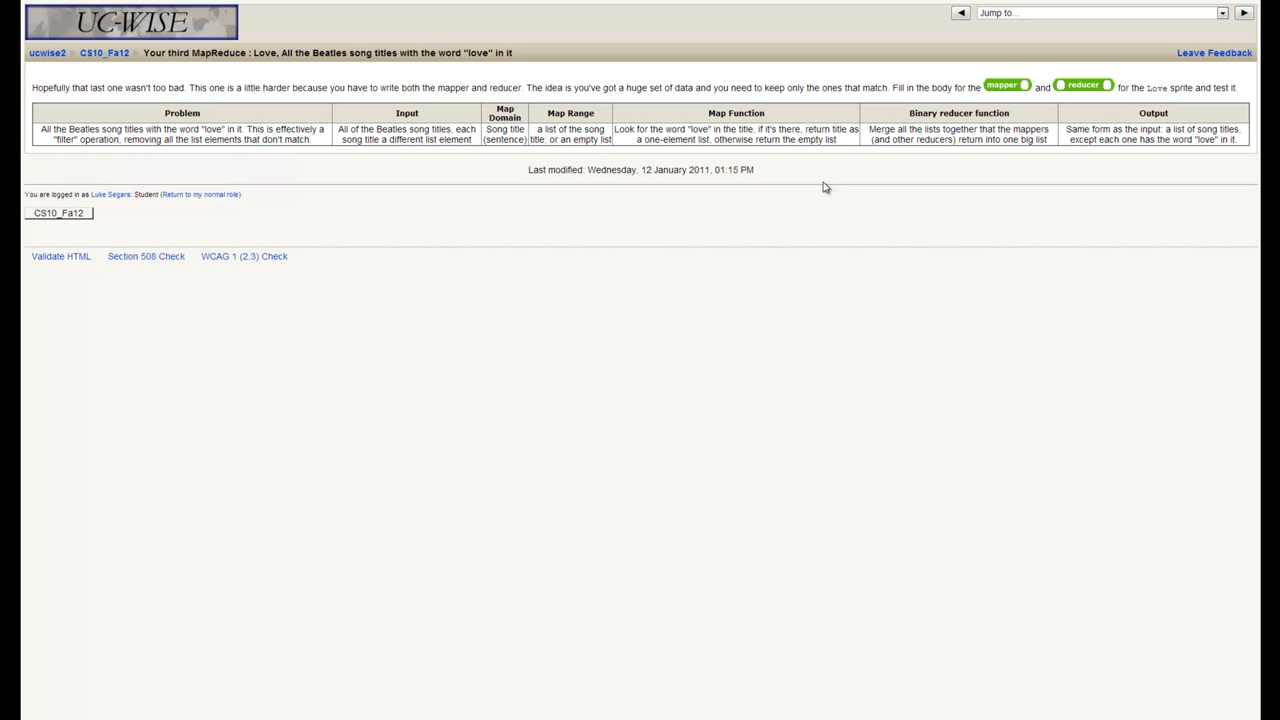 UC-WISE
Jump to...
ucwise2 CS10_Fa12 Your third MapReduce : Love, All the Beatles song titles with the word "love" in it
Leave Feedback
Hopefully that last one wasn't too bad. This one is a little harder because you have to write both the mapper and reducer. The idea is you've got a huge set of data and you need to keep only the ones that match. Fill in the body for the mapper and reducer for the Love sprite and test it.
Problem
Input
Map
Domain
Map Range
Map Function
Binary reducer function
Output
All the Beatles song titles with the word "love" in it. This is effectively a
"filter" operation, removing all the list elements that don't match.
All of the Beatles song titles, each
song title a different list element
Song title
(sentence)
a list of the song
title; or an empty list
Look for the word "love" in the title, if it's there, return title as
a one-element list, otherwise return the empty list
Merge all the lists together that the mappers
(and other reducers) return into one big list
Same form as the input: a list of song titles,
except each one has the word "love" in it.
Last modified: Wednesday, 12 January 2011, 01:15 PM
You are logged in as Luke Segars: Student (Return to my normal role)
CS10_Fa12
Validate HTML Section 508 Check WCAG 1 (2,3) Check